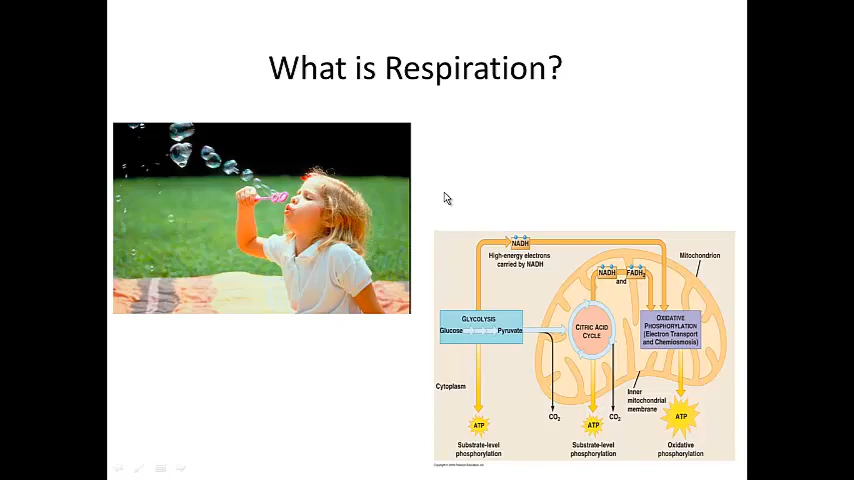 What is Respiration?
NADH
High-energy electrons
carried by NADH
NADH
and
FADH2
Mitochondrion
GLYCOLYSIS
Glucose
Pyruvate
CITRIC ACID
CYCLE
OXIDATIVE
PHOSPHORYLATION
(Electron Transport
and Chemiosmosis)
Cytoplasm
Inner
mitochondrial
membrane
CO2
CO2
ATP
ATP
ATP
Substrate-level
phosphorylation
Substrate-level
phosphorylation
Oxidative
phosphorylation